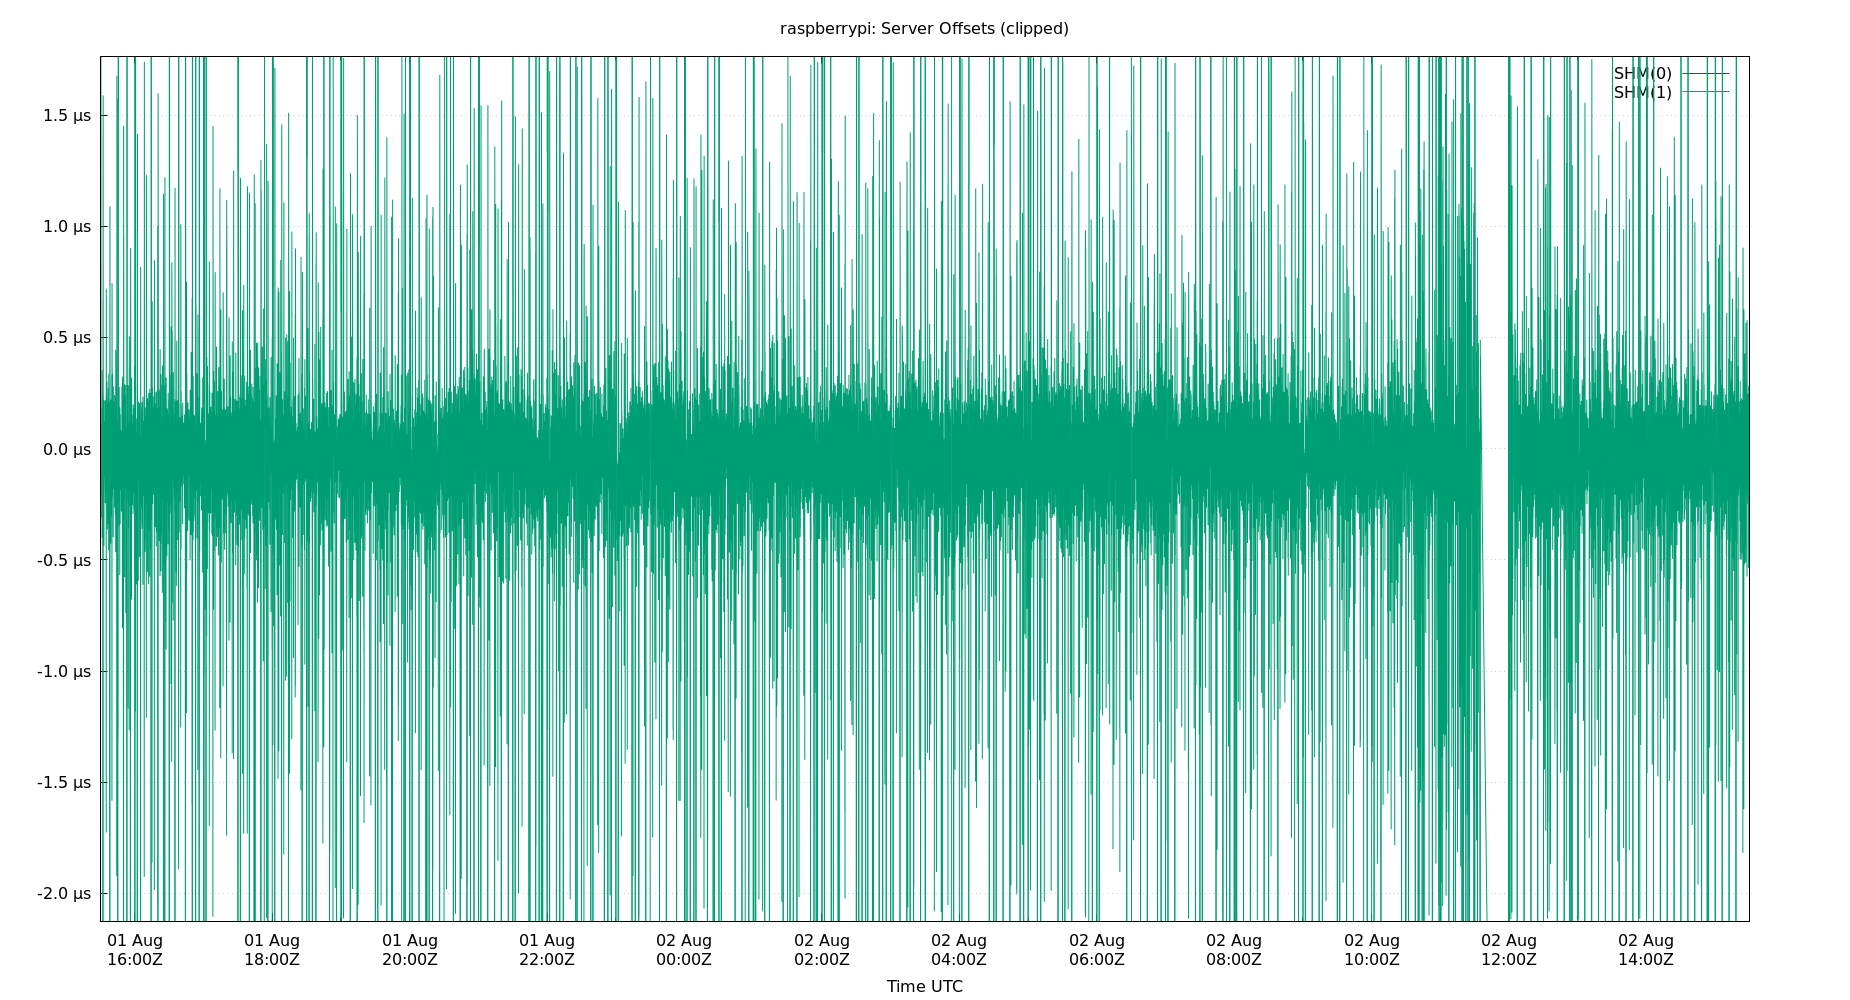 raspberrypi: Server Offsets (clipped)
SHM(0)
SHM(1)
1.5 µs
1.0 µs
0.5 µs
0.0 µs
-0.5 µs
-1.0 µs
-1.5 µs
-2.0 µs
01 Aug 01 Aug 01 Aug 01 Aug 02 Aug 02 Aug 02 Aug 02 Aug 02 Aug 02 Aug 02 Aug 02 Aug
16:00Z 18:00Z 20:00Z 22:00Z 00:00Z 02:00Z 04:00Z 06:00Z 08:00Z 10:00Z 12:00Z 14:00Z
Time UTC